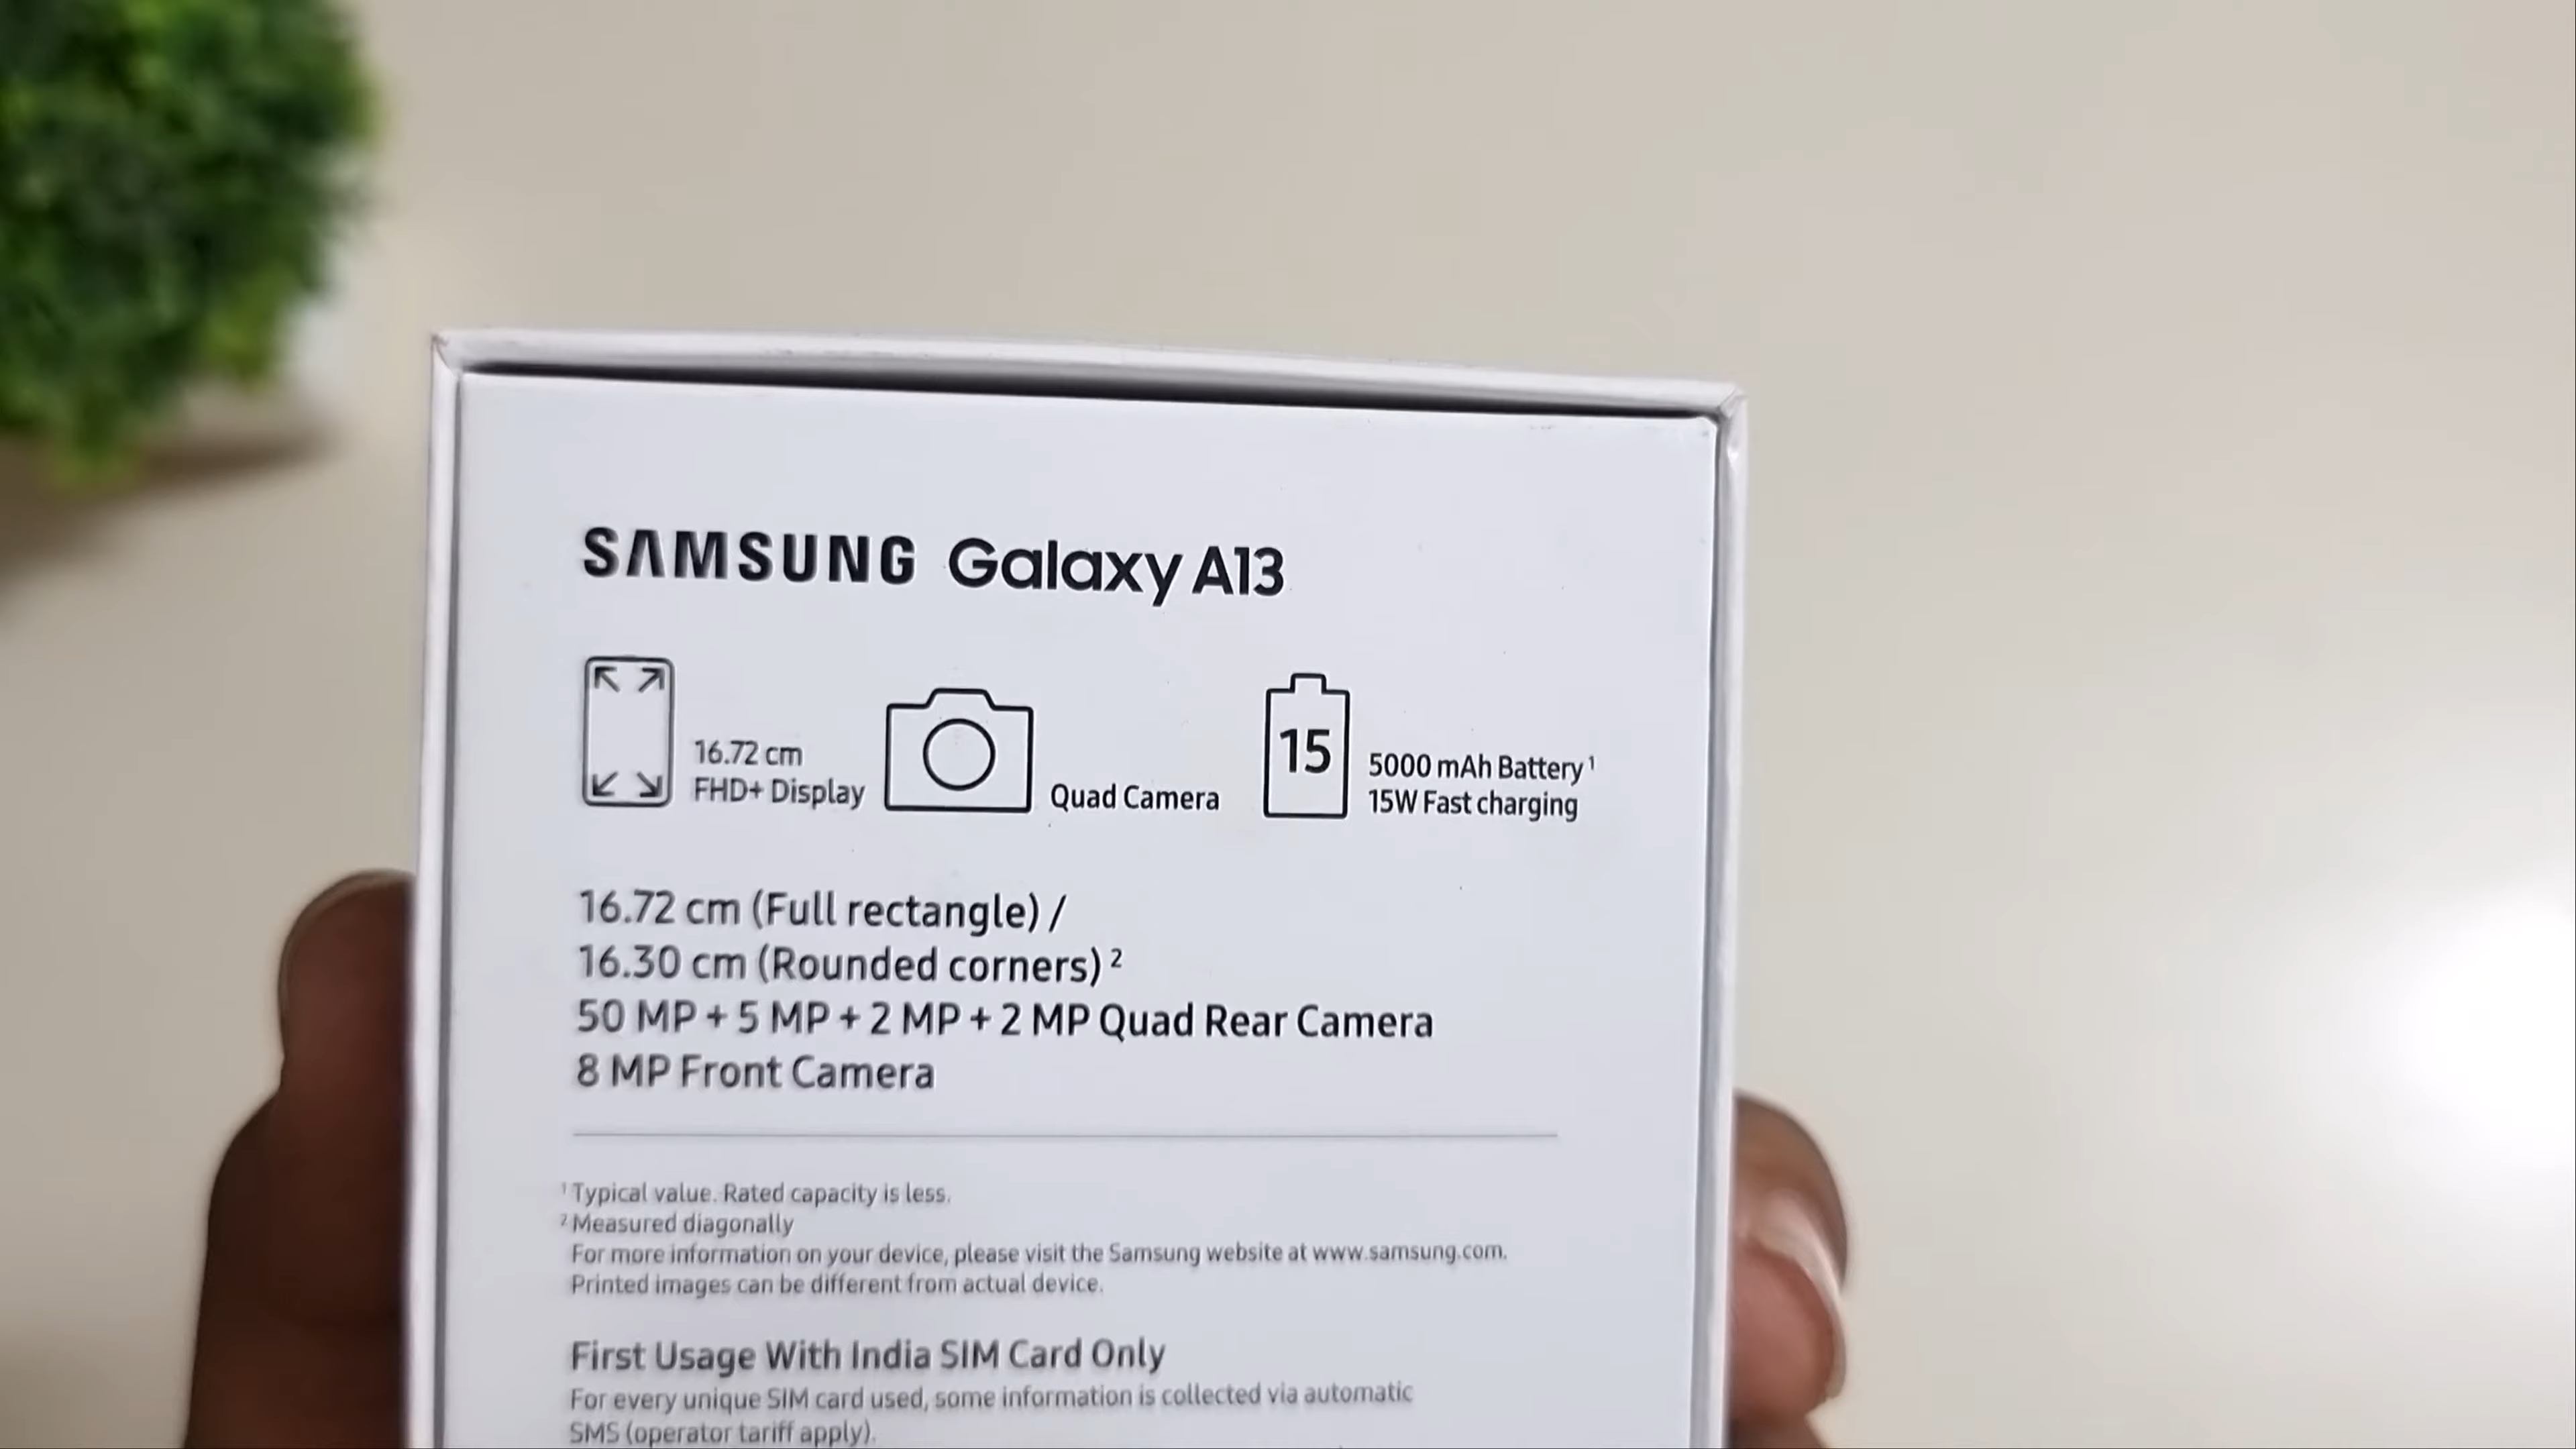 SAMSUNG Galaxy A13
16.72 cm
FHD+ Display
Quad Camera
15
5000 mAh Battery ¹
15W Fast charging
16.72 cm (Full rectangle) /
16.30 cm (Rounded corners) ²
50 MP + 5 MP + 2 MP + 2 MP Quad Rear Camera
8 MP Front Camera
¹ Typical value. Rated capacity is less.
² Measured diagonally
For more information on your device, please visit the Samsung website at www.samsung.com.
Printed images can be different from actual device.
First Usage With India SIM Card Only
For every unique SIM card used, some information is collected via automatic
SMS (operator tariff apply).